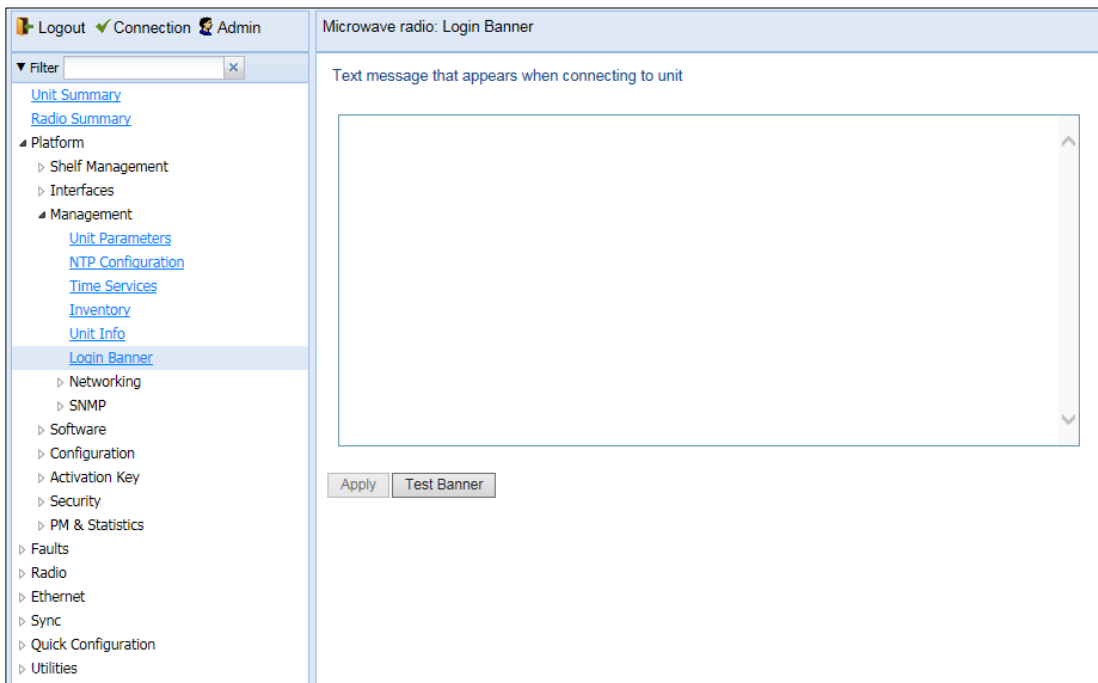 Logout Connection Admin
Filter
Unit Summary
Radio Summary
Platform
Shelf Management
Interfaces
Management
Unit Parameters
NTP Configuration
Time Services
Inventory
Unit Info
Login Banner
Networking
SNMP
Software
Configuration
Activation Key
Security
PM & Statistics
Faults
Radio
Ethernet
Sync
Quick Configuration
Utilities
Microwave radio: Login Banner
Text message that appears when connecting to unit
Apply Test Banner